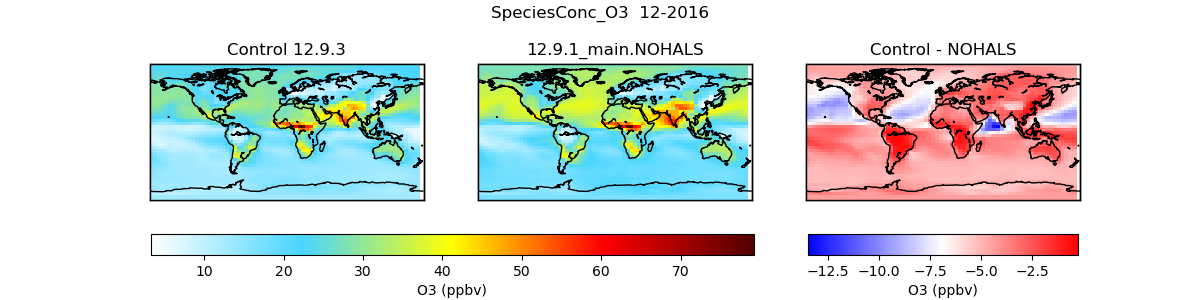 SpeciesConc_O3  12-2016
Control 12.9.3
12.9.1_main.NOHALS
Control - NOHALS
10 20 30 40 50 60 70
O3 (ppbv)
−12.5 −10.0 −7.5 −5.0 −2.5
O3 (ppbv)